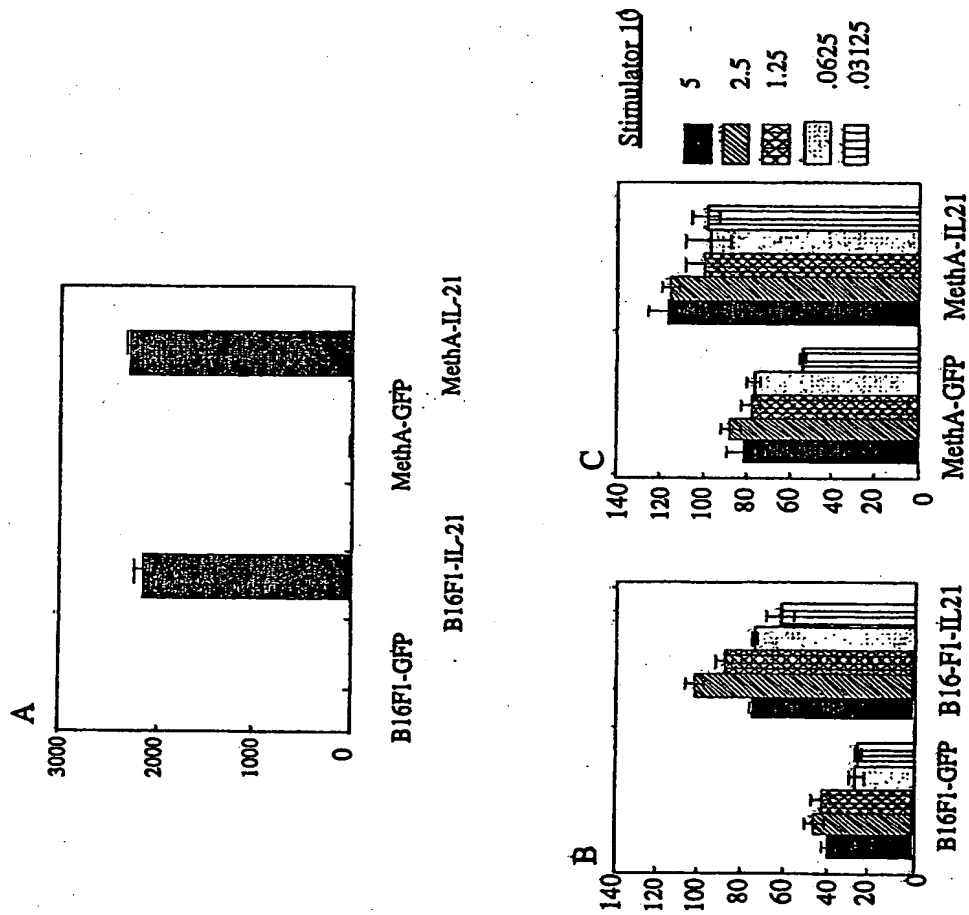 A
3000
2000
1000
0
B16F1-GFP
B16F1-IL-21
MethA-GFP
MethA-IL-21
B
140
120
100
80
60
40
20
0
B16F1-GFP
B16-F1-IL21
C
140
120
100
80
60
40
20
0
MethA-GFP
MethA-IL21
Stimulator 10
5
2.5
1.25
.0625
.03125